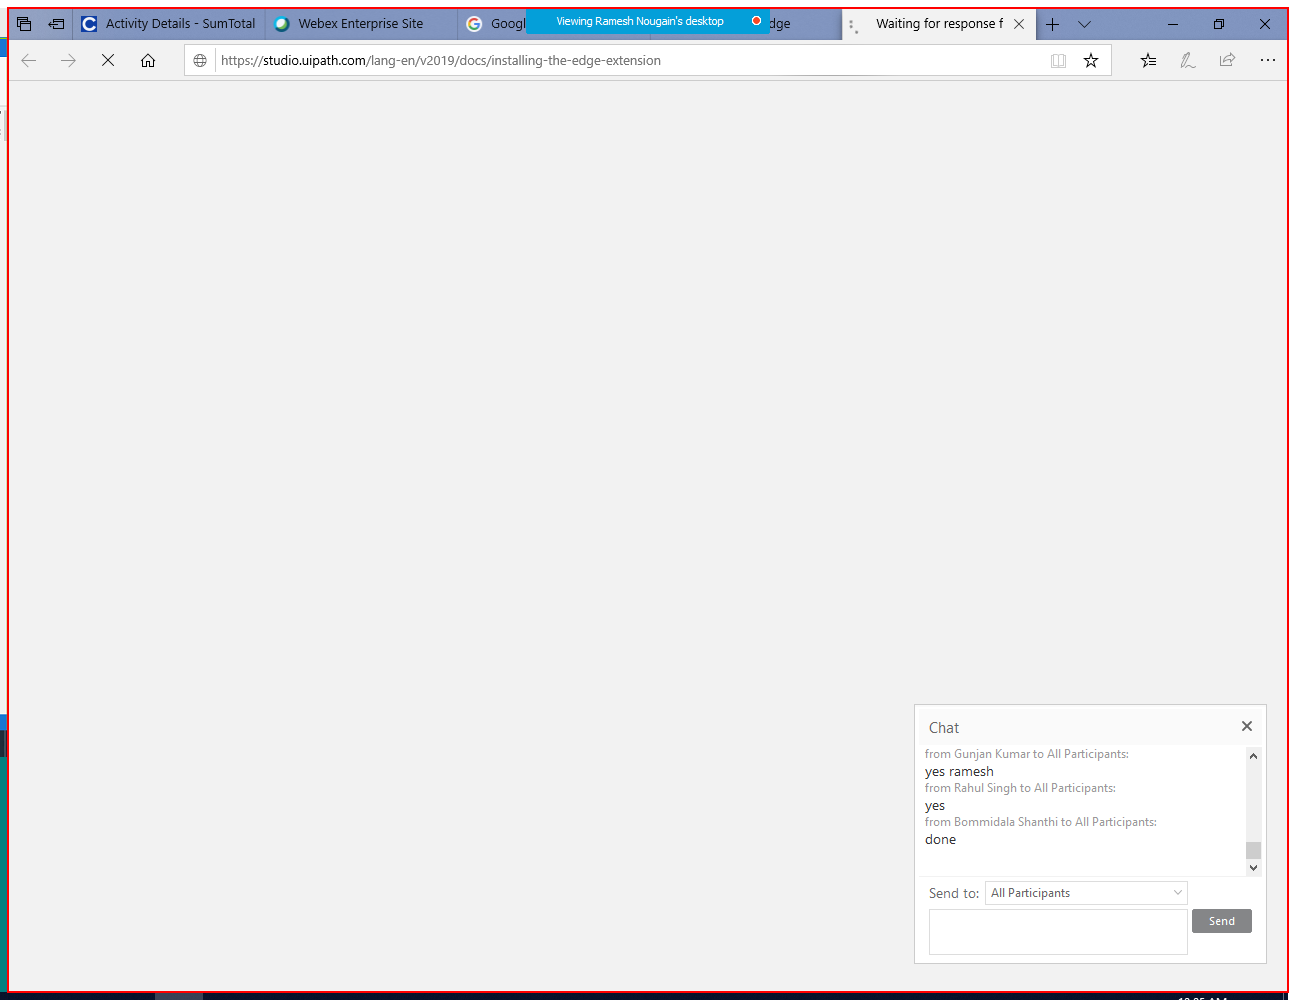 Activity Details - SumTotal
Webex Enterprise Site
Googl
Viewing Ramesh Nougain's desktop
dge
Waiting for response f
https://studio.uipath.com/lang-en/v2019/docs/installing-the-edge-extension
Chat
from Gunjan Kumar to All Participants:
yes ramesh
from Rahul Singh to All Participants:
yes
from Bommidala Shanthi to All Participants:
done
Send to:
All Participants
Send